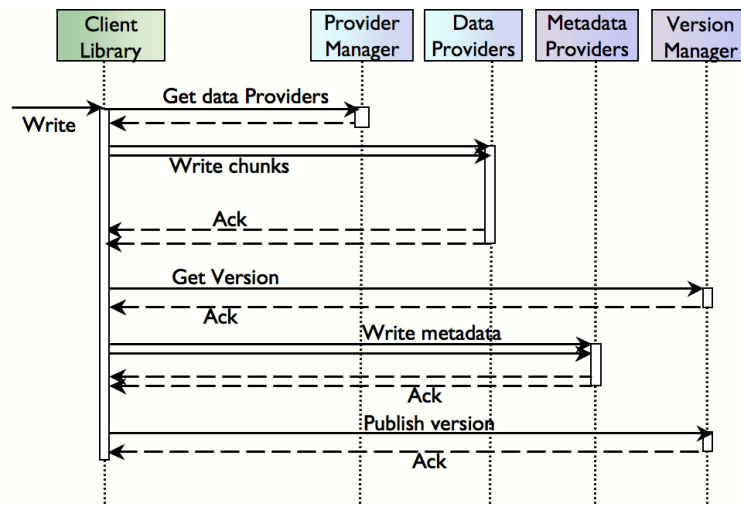 Client
Library
Provider
Manager
Data
Providers
Metadata
Providers
Version
Manager
Get data Providers
Write
Write chunks
Ack
Get Version
Ack
Write metadata
Ack
Publish version
Ack